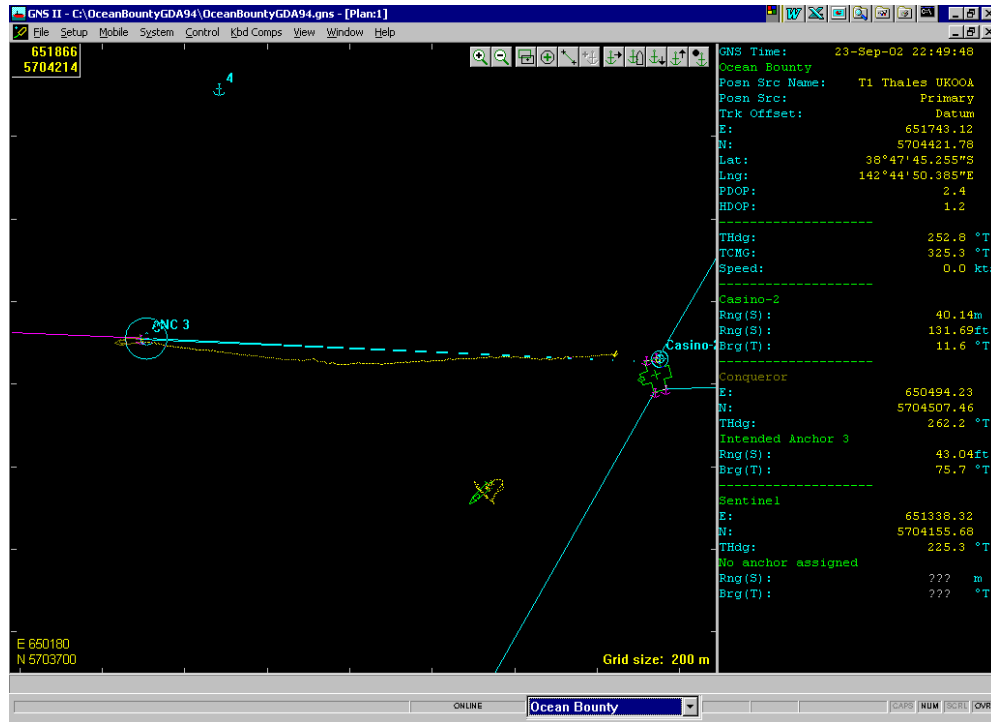 GNS II - C:\OceanBountyGDA94\OceanBountyGDA94.gns - [Plan:1]
File Setup Mobile System Control Kbd Comps View Window Help
651866
5704214
4
ANC 3
Casino-
E 650180
N 5703700
Grid size: 200 m
GNS Time: 23-Sep-02 22:49:48
Ocean Bounty
Posn Src Name: T1 Thales UKOOA
Posn Src: Primary
Trk Offset: Datum
E: 651743.12
N: 5704421.78
Lat: 38°47'45.255"S
Lng: 142°44'50.385"E
PDOP: 2.4
HDOP: 1.2
---------------------
THdg: 252.8 °T
TCMG: 325.3 °T
Speed: 0.0 kts
---------------------
Casino-2
Rng(S): 40.14m
Rng(S): 131.69ft
Brg(T): 11.6 °T
---------------------
Conqueror
E: 650494.23
N: 5704507.46
THdg: 262.2 °T
Intended Anchor 3
Rng(S): 43.04ft
Brg(T): 75.7 °T
---------------------
Sentinel
E: 651338.32
N: 5704155.68
THdg: 225.3 °T
No anchor assigned
Rng(S): ??? m
Brg(T): ??? °T
ONLINE
Ocean Bounty
CAPS NUM SCRL OVR